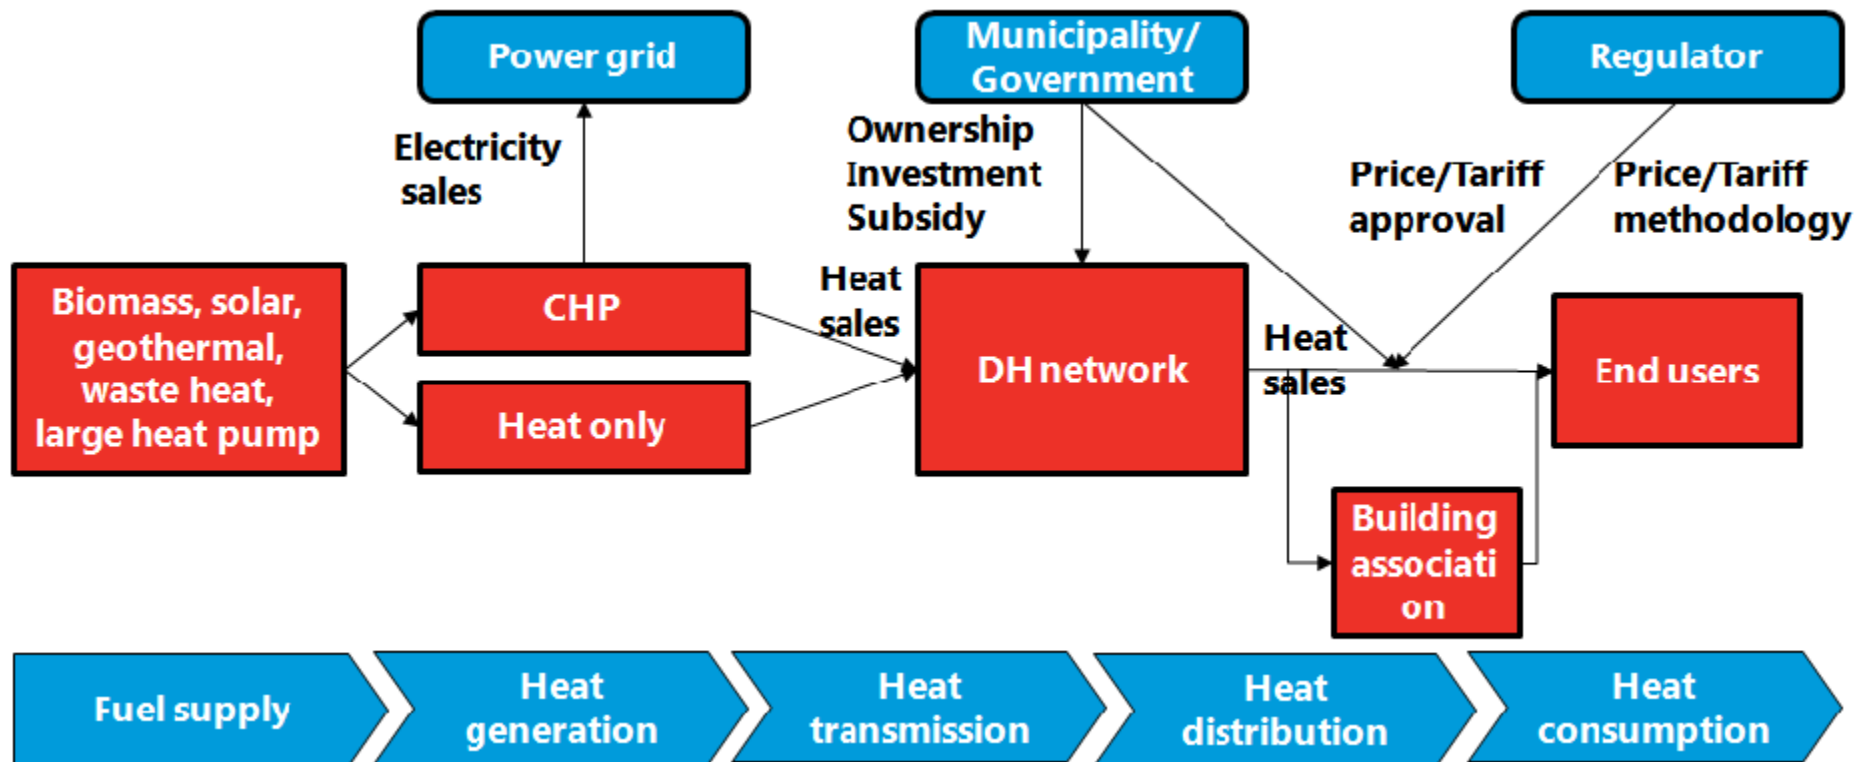 Power grid
Municipality/
Government
Regulator
Electricity
sales
Ownership
Investment
Subsidy
Price/Tariff
approval
Price/Tariff
methodology
Biomass, solar,
geothermal,
waste heat,
large heat pump
CHP
Heat only
Heat
sales
DH network
Heat
sales
End users
Building
associati
on
Fuel supply
Heat
generation
Heat
transmission
Heat
distribution
Heat
consumption